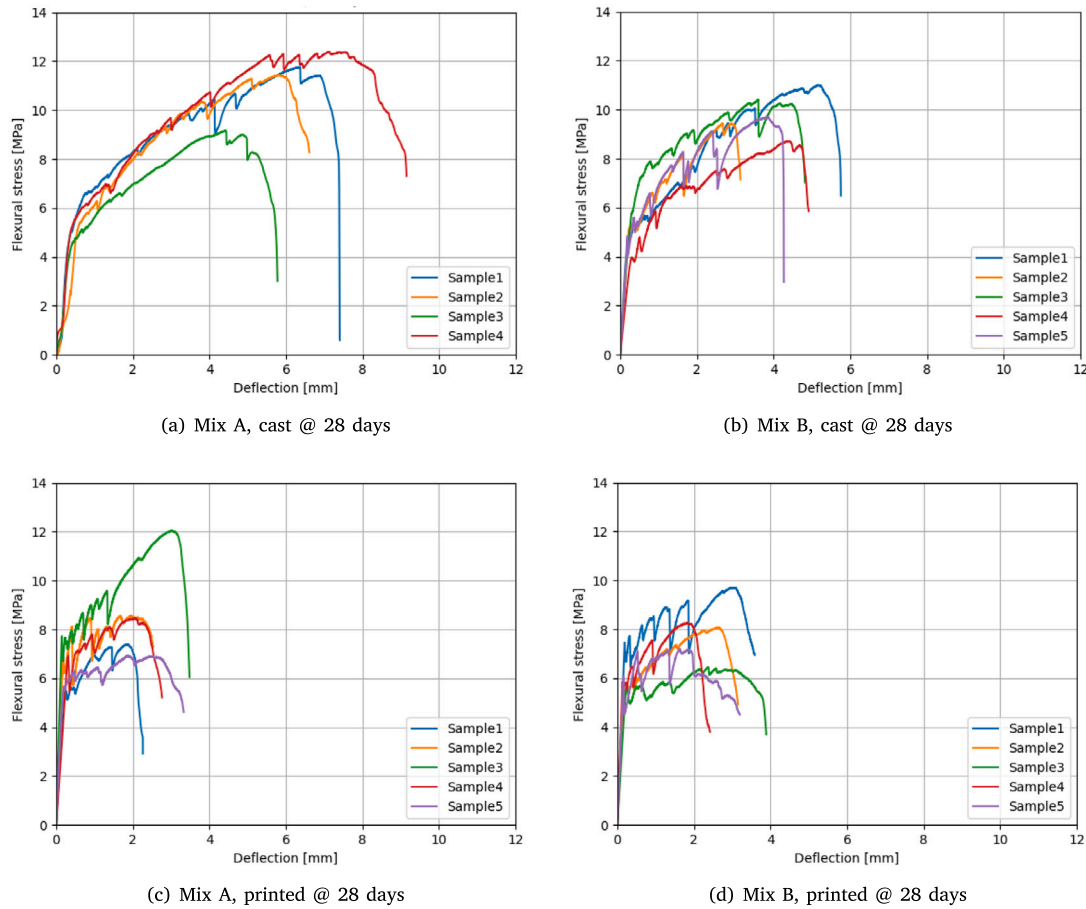 14
12
10
8
6
4
2
0
Flexural stress [MPa]
Sample1
Sample2
Sample3
Sample4
0 2 4 6 8 10 12
Deflection [mm]
(a) Mix A, cast @ 28 days
14
12
10
8
6
4
2
0
Flexural stress [MPa]
Sample1
Sample2
Sample3
Sample4
Sample5
0 2 4 6 8 10 12
Deflection [mm]
(b) Mix B, cast @ 28 days
14
12
10
8
6
4
2
0
Flexural stress [MPa]
Sample1
Sample2
Sample3
Sample4
Sample5
0 2 4 6 8 10 12
Deflection [mm]
(c) Mix A, printed @ 28 days
14
12
10
8
6
4
2
0
Flexural stress [MPa]
Sample1
Sample2
Sample3
Sample4
Sample5
0 2 4 6 8 10 12
Deflection [mm]
(d) Mix B, printed @ 28 days